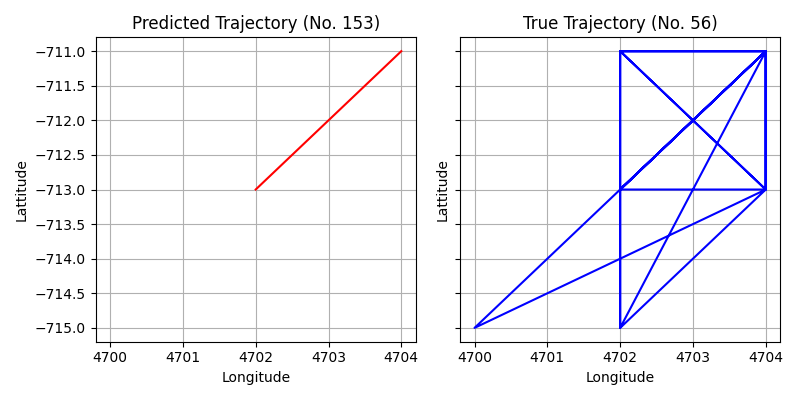 Predicted Trajectory (No. 153)
True Trajectory (No. 56)
Lattitude
−711.0
−711.5
−712.0
−712.5
−713.0
−713.5
−714.0
−714.5
−715.0
4700 4701 4702 4703 4704
Longitude
Lattitude
4700 4701 4702 4703 4704
Longitude